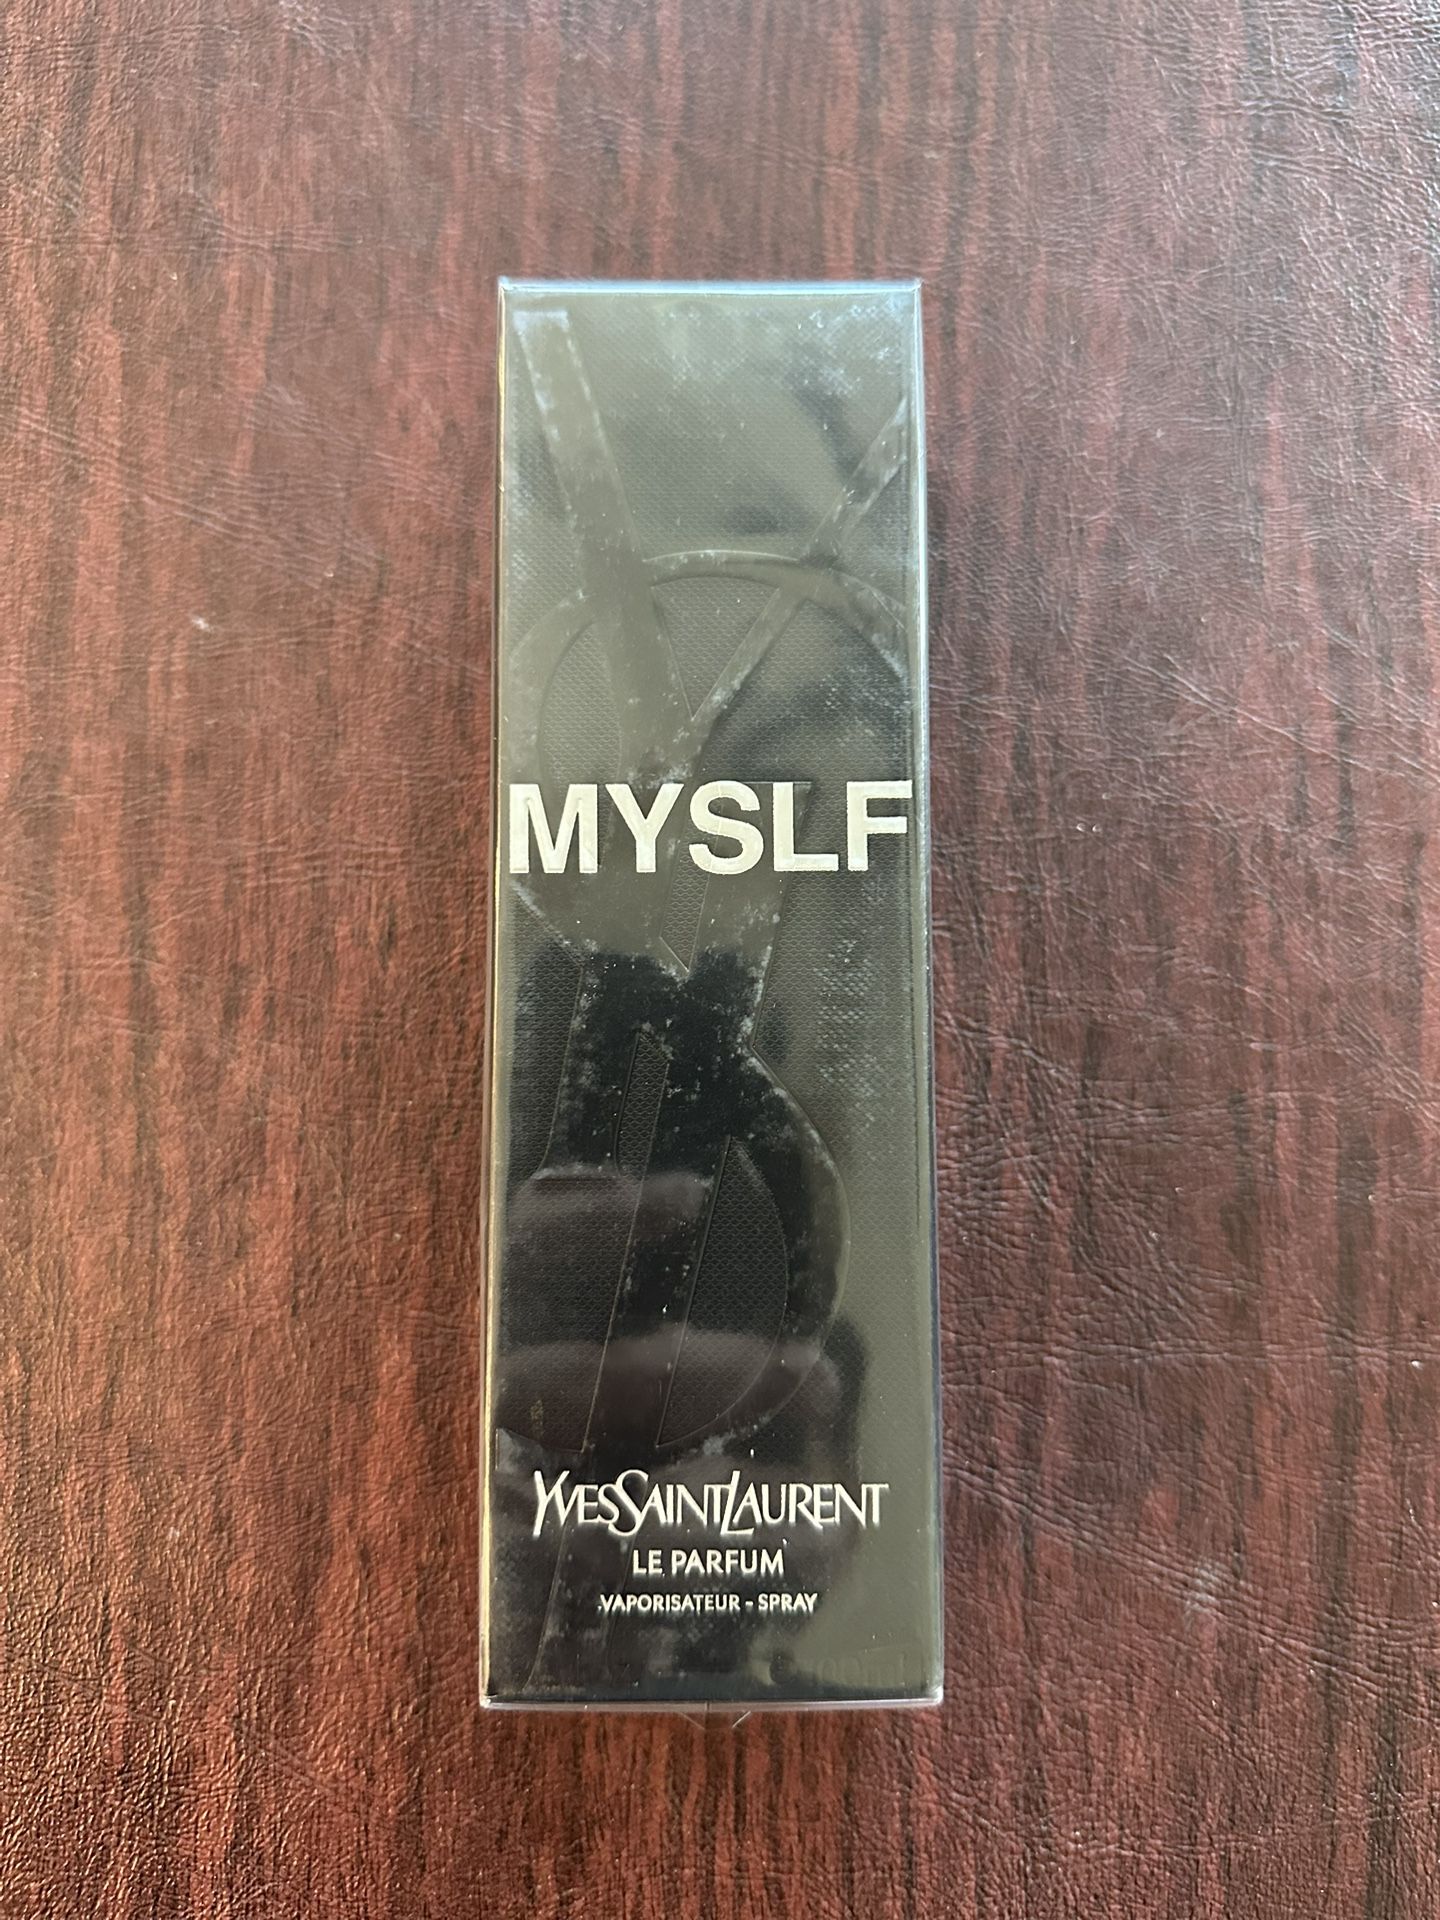 MYSLF
YVESSAINTLAURENT
LE PARFUM
VAPORISATEUR - SPRAY